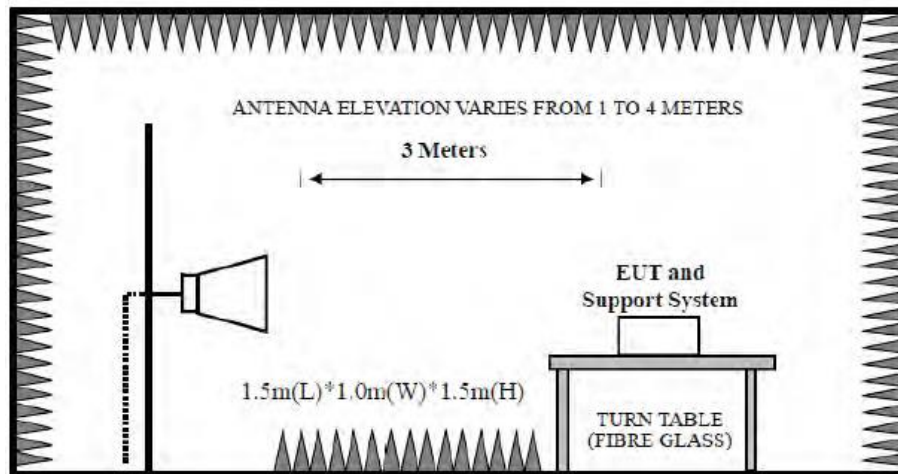 ANTENNA ELEVATION VARIES FROM 1 TO 4 METERS
3 Meters
EUT and
Support System
1.5m(L)*1.0m(W)*1.5m(H)
TURN TABLE
(FIBRE GLASS)